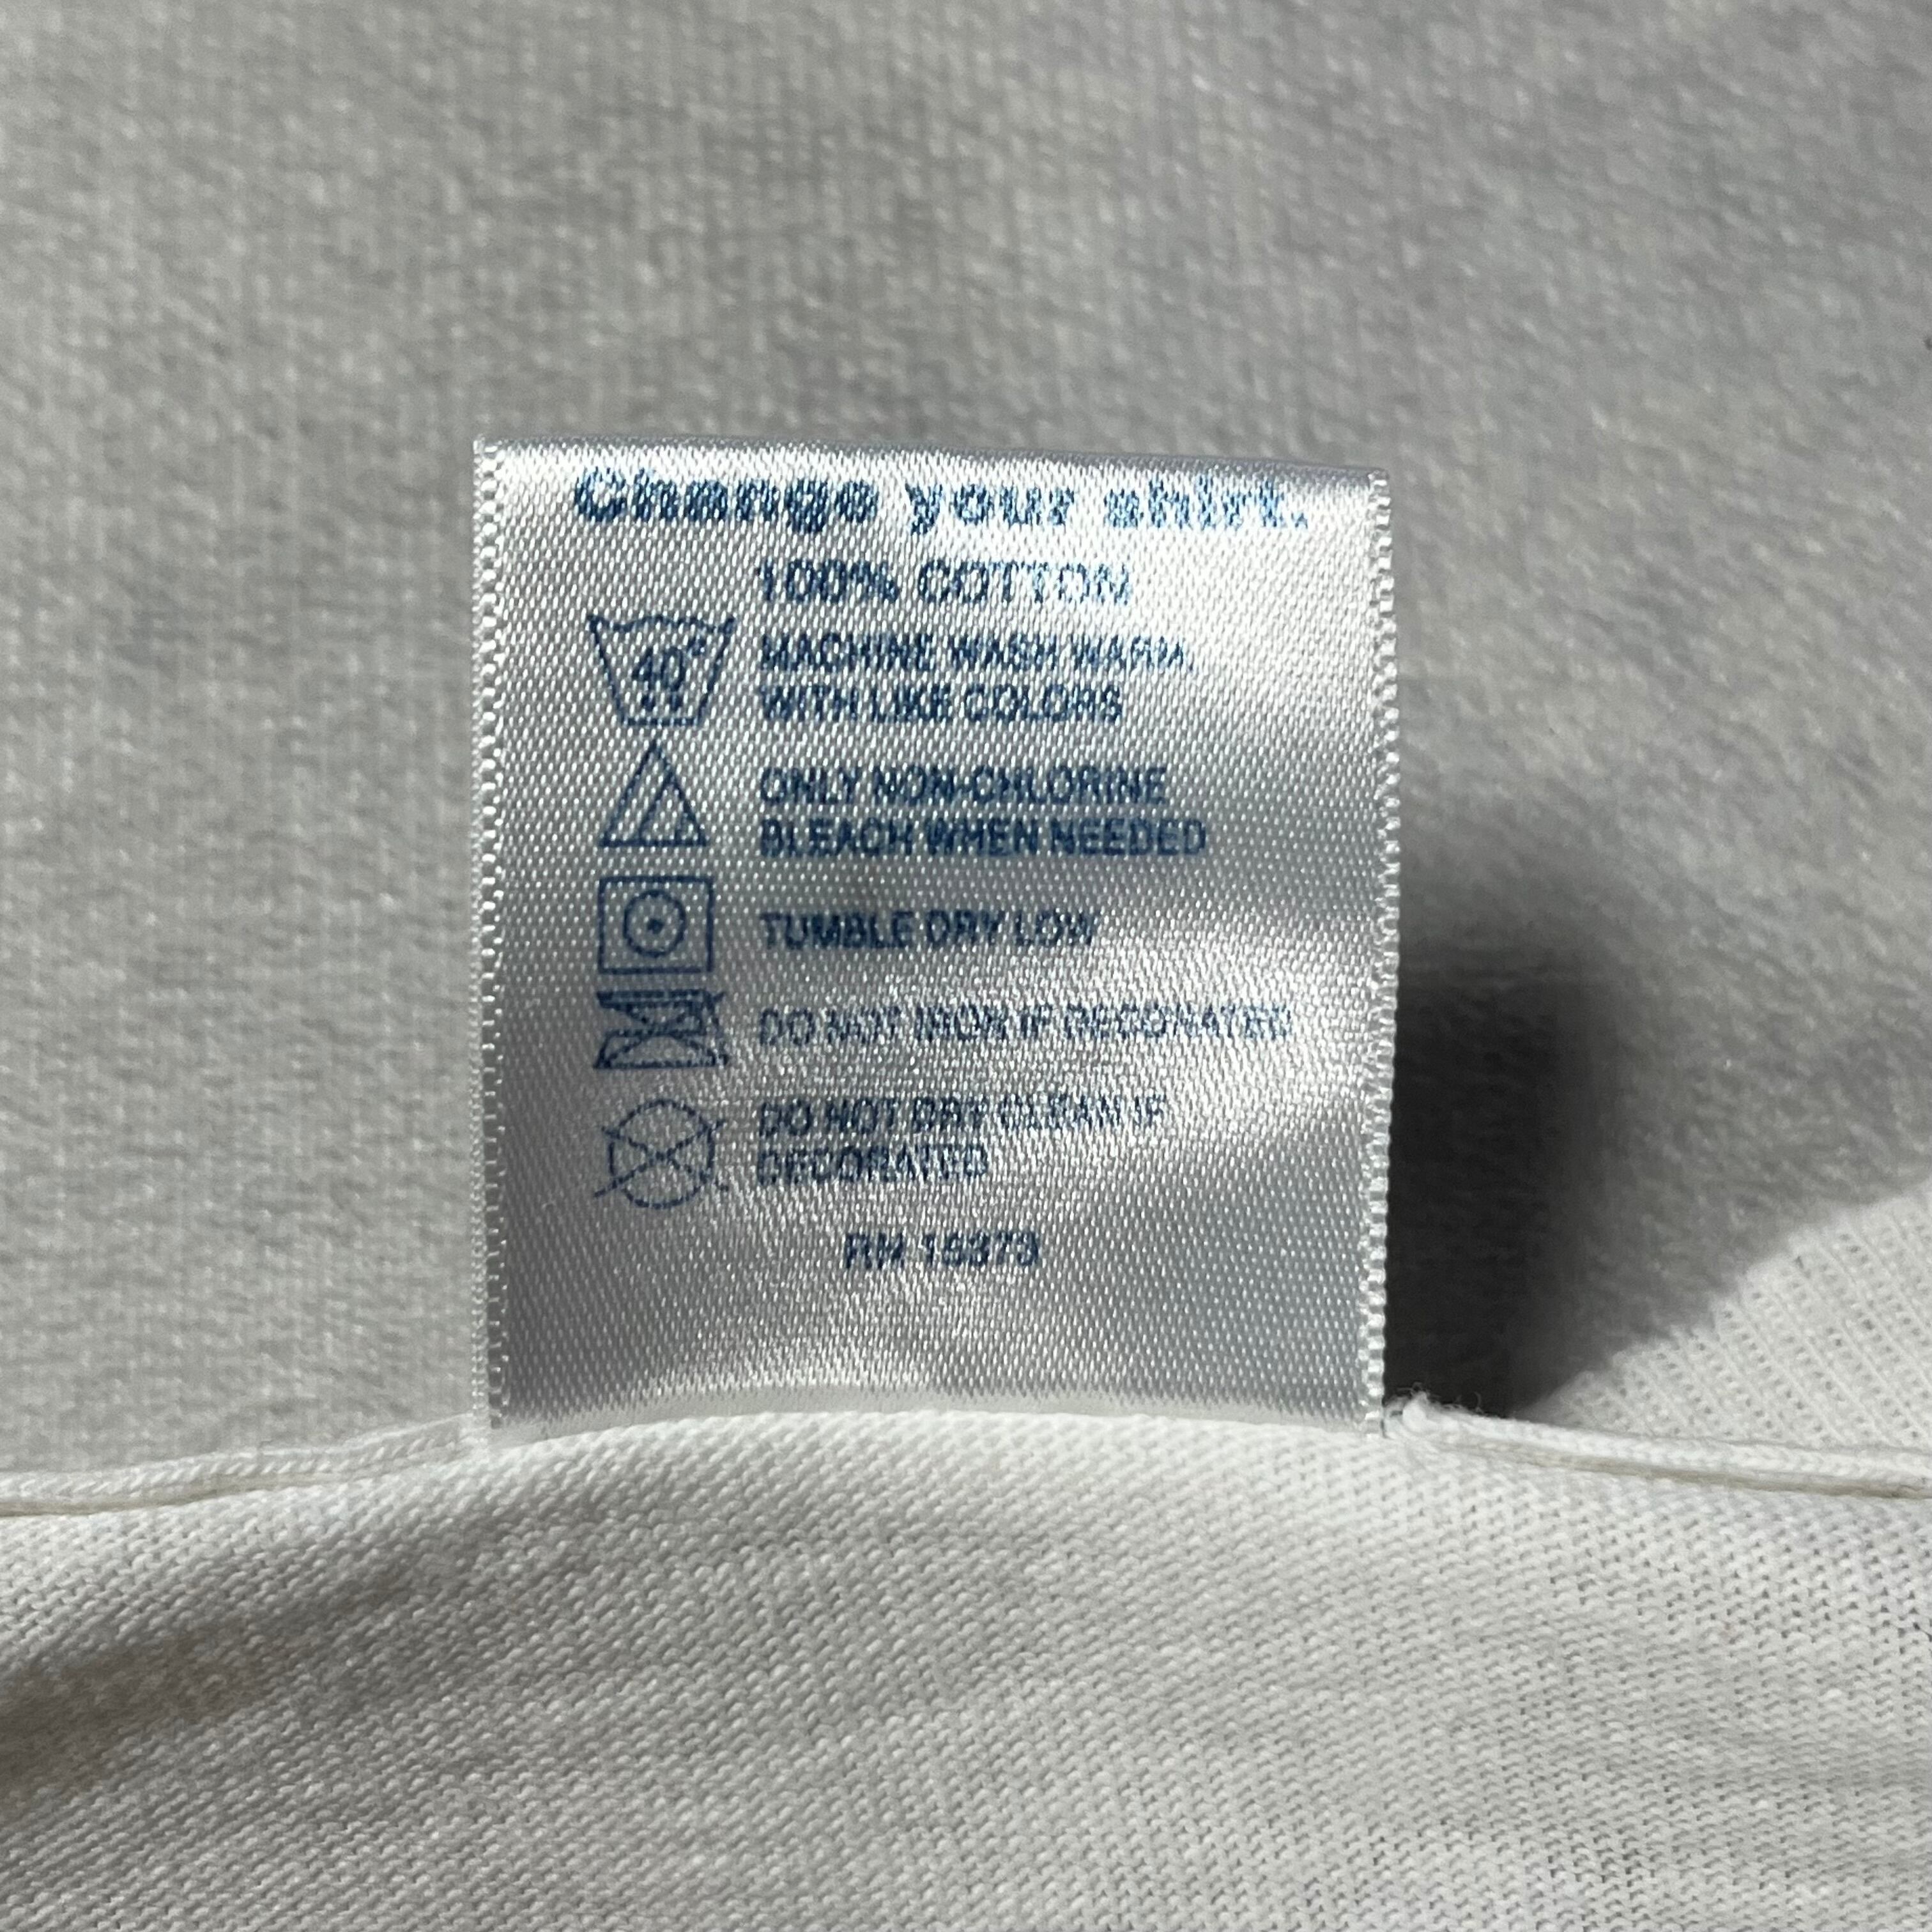 Change your shirt.
100% COTTON
40°
MACHINE WASH WARM,
WITH LIKE COLORS
ONLY NON-CHLORINE
BLEACH WHEN NEEDED
TUMBLE DRY LOW
DO NOT IRON IF DECORATED
DO NOT DRY CLEAN IF
DECORATED
RN